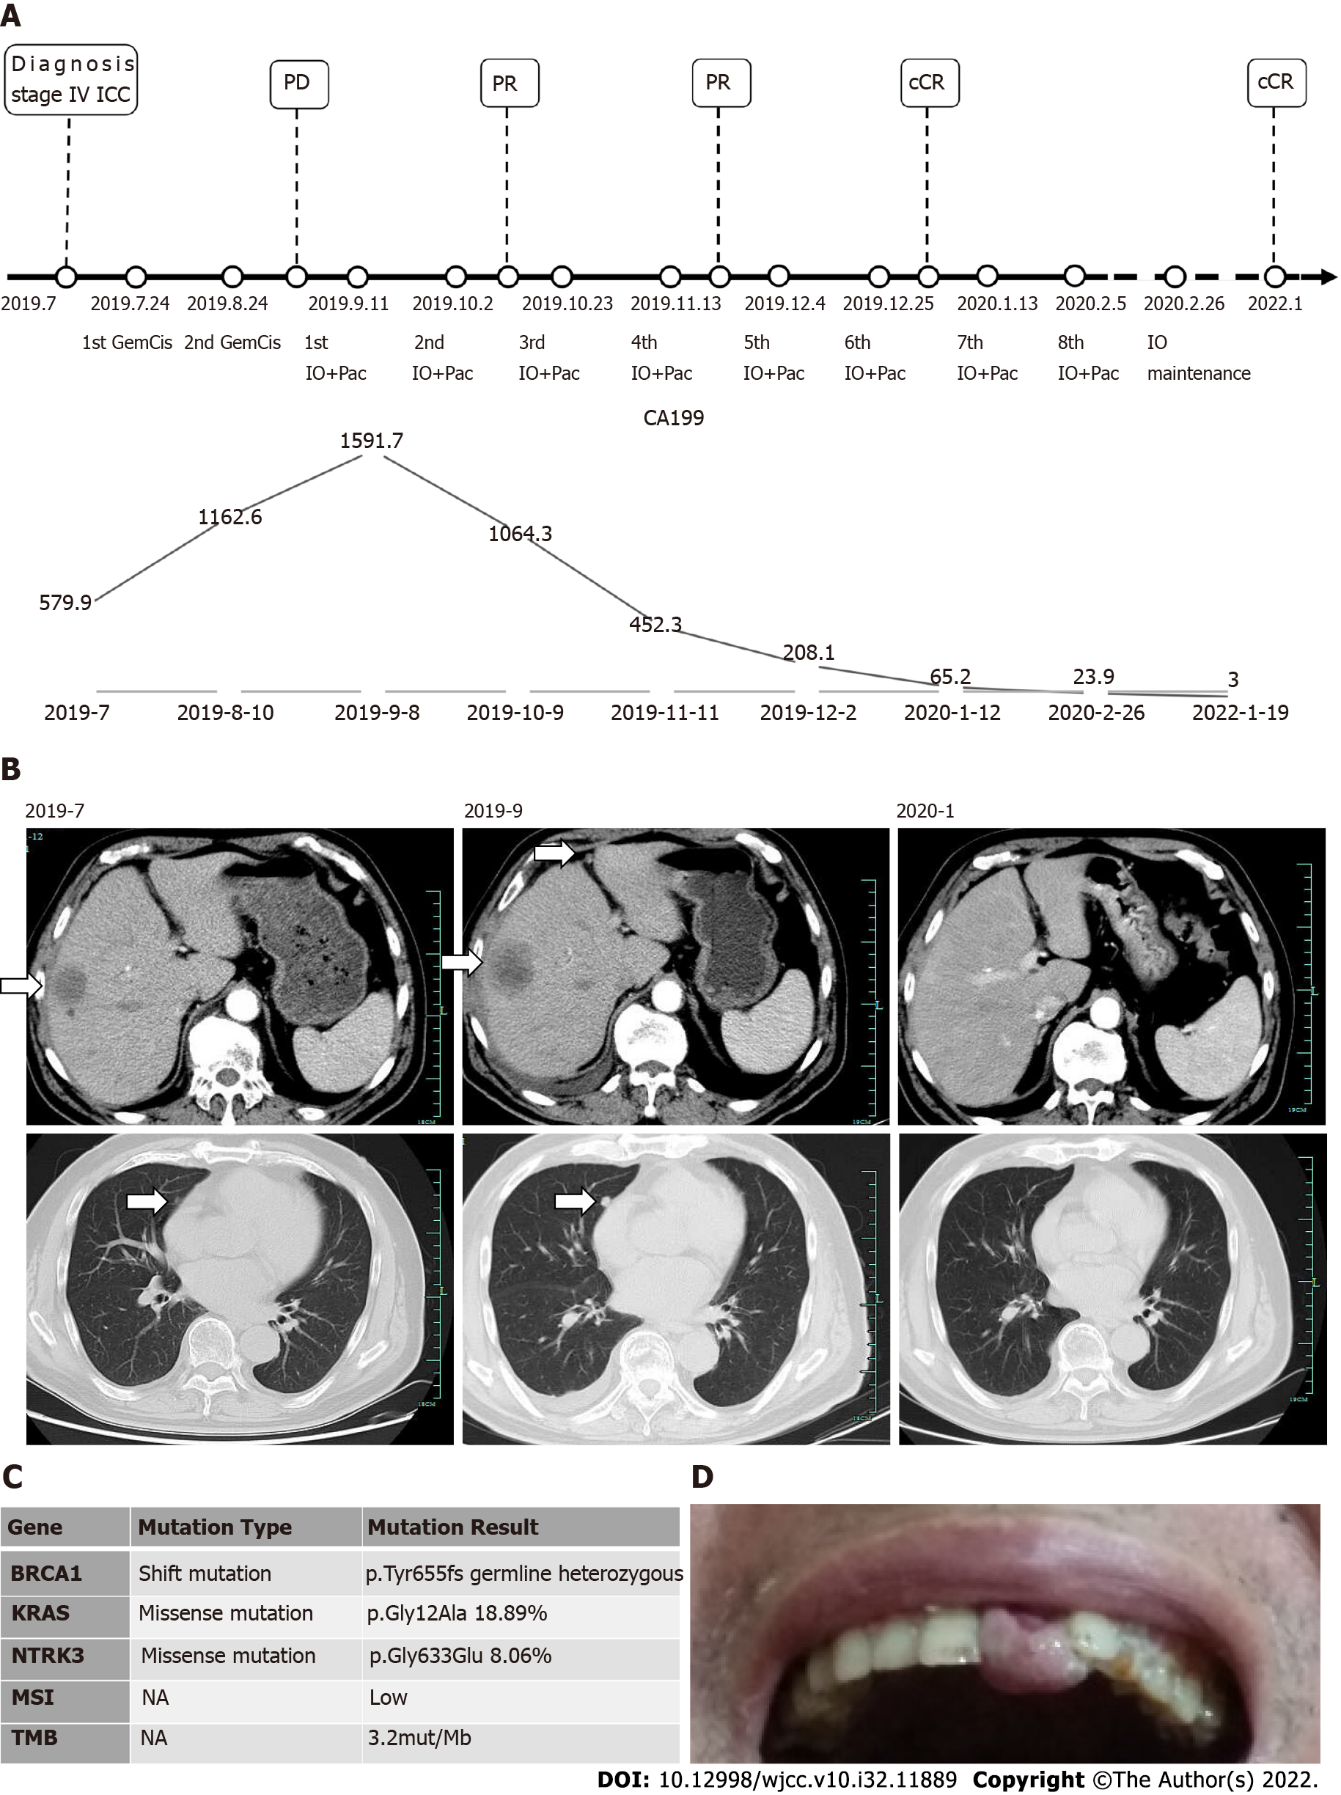 A
Diagnosis
stage IV ICC
PD
PR
PR
cCR
cCR
2019.7
2019.7.24
2019.8.24
2019.9.11
2019.10.2
2019.10.23
2019.11.13
2019.12.4
2019.12.25
2020.1.13
2020.2.5
2020.2.26
2022.1
1st GemCis
2nd GemCis
1st
IO+Pac
2nd
IO+Pac
3rd
IO+Pac
4th
IO+Pac
5th
IO+Pac
6th
IO+Pac
7th
IO+Pac
8th
IO+Pac
IO
maintenance
CA199
579.9
1162.6
1591.7
1064.3
452.3
208.1
65.2
23.9
3
2019-7
2019-8-10
2019-9-8
2019-10-9
2019-11-11
2019-12-2
2020-1-12
2020-2-26
2022-1-19
B
2019-7
2019-9
2020-1
-12
L
L
L
L
L
L
C
Gene Mutation Type Mutation Result
BRCA1 Shift mutation p.Tyr655fs germline heterozygous
KRAS Missense mutation p.Gly12Ala 18.89%
NTRK3 Missense mutation p.Gly633Glu 8.06%
MSI NA Low
TMB NA 3.2mut/Mb
D
DOI: 10.12998/wjcc.v10.i32.11889 Copyright ©The Author(s) 2022.